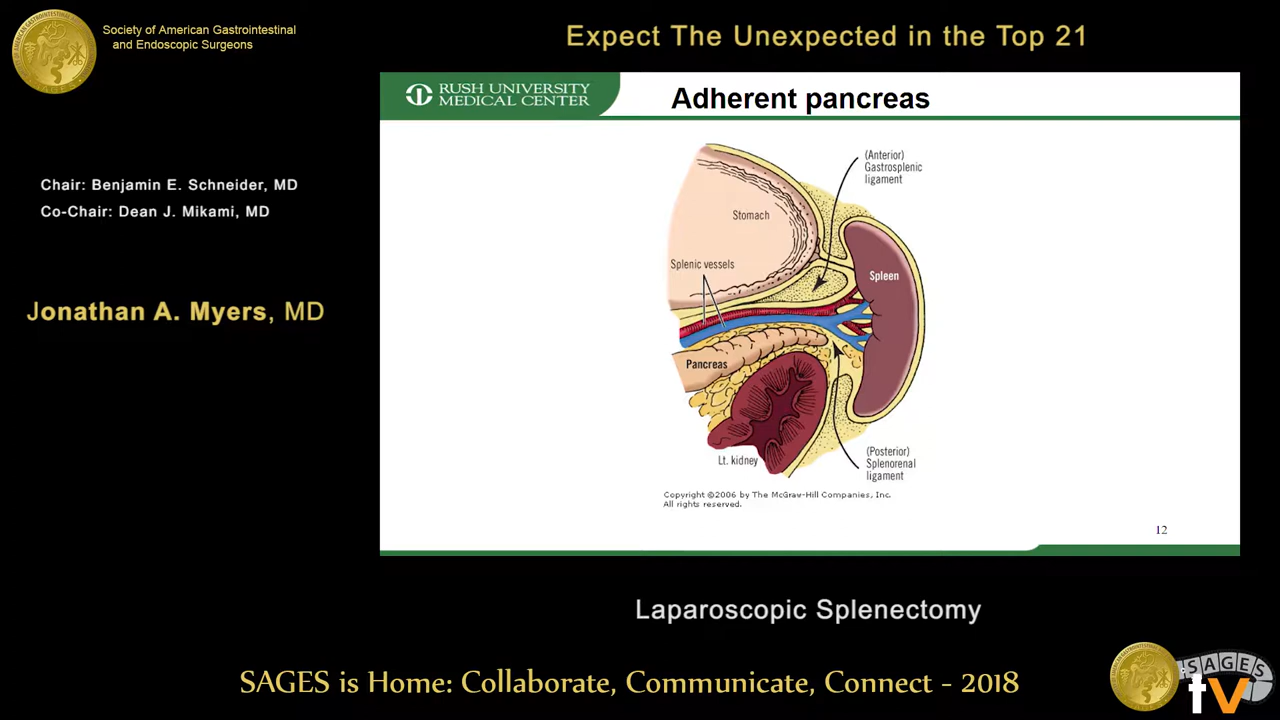 Society of American Gastrointestinal
and Endoscopic Surgeons
Expect The Unexpected in the Top 21
Chair: Benjamin E. Schneider, MD
Co-Chair: Dean J. Mikami, MD
Jonathan A. Myers, MD
RUSH UNIVERSITY
MEDICAL CENTER
Adherent pancreas
(Anterior)
Gastrosplenic
ligament
Stomach
Splenic vessels
Spleen
Pancreas
Lt. kidney
(Posterior)
Splenorenal
ligament
Copyright ©2006 by The McGraw-Hill Companies, Inc.
All rights reserved.
12
Laparoscopic Splenectomy
SAGES is Home: Collaborate, Communicate, Connect - 2018
SAGES
tv